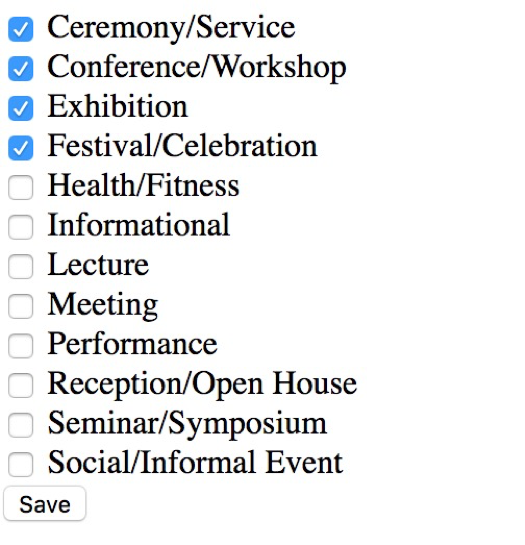 Ceremony/Service
Conference/Workshop
Exhibition
Festival/Celebration
Health/Fitness
Informational
Lecture
Meeting
Performance
Reception/Open House
Seminar/Symposium
Social/Informal Event
Save